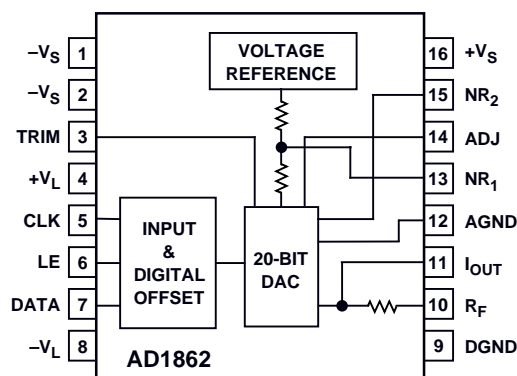 –VS 1
–VS 2
TRIM 3
+VL 4
CLK 5
LE 6
DATA 7
–VL 8
VOLTAGE
REFERENCE
INPUT
&
DIGITAL
OFFSET
20-BIT
DAC
AD1862
16 +VS
15 NR2
14 ADJ
13 NR1
12 AGND
11 IOUT
10 RF
9 DGND